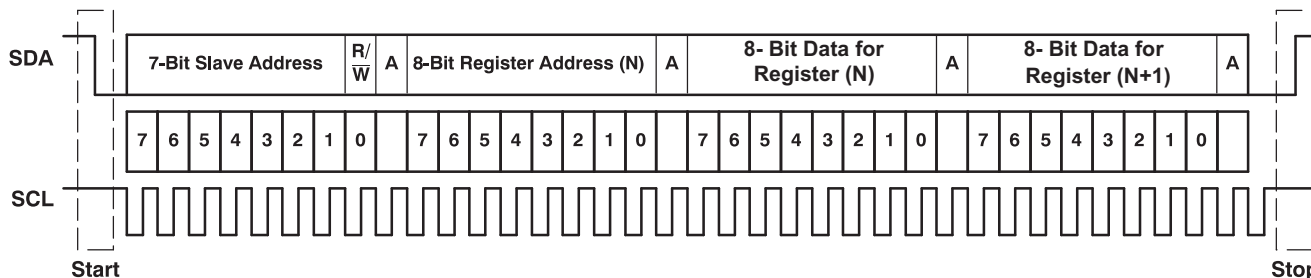 SDA
7-Bit Slave Address
R/
W
A
8-Bit Register Address (N)
A
8- Bit Data for
Register (N)
A
8- Bit Data for
Register (N+1)
A
7 6 5 4 3 2 1 0 7 6 5 4 3 2 1 0 7 6 5 4 3 2 1 0 7 6 5 4 3 2 1 0
SCL
Start
Stop